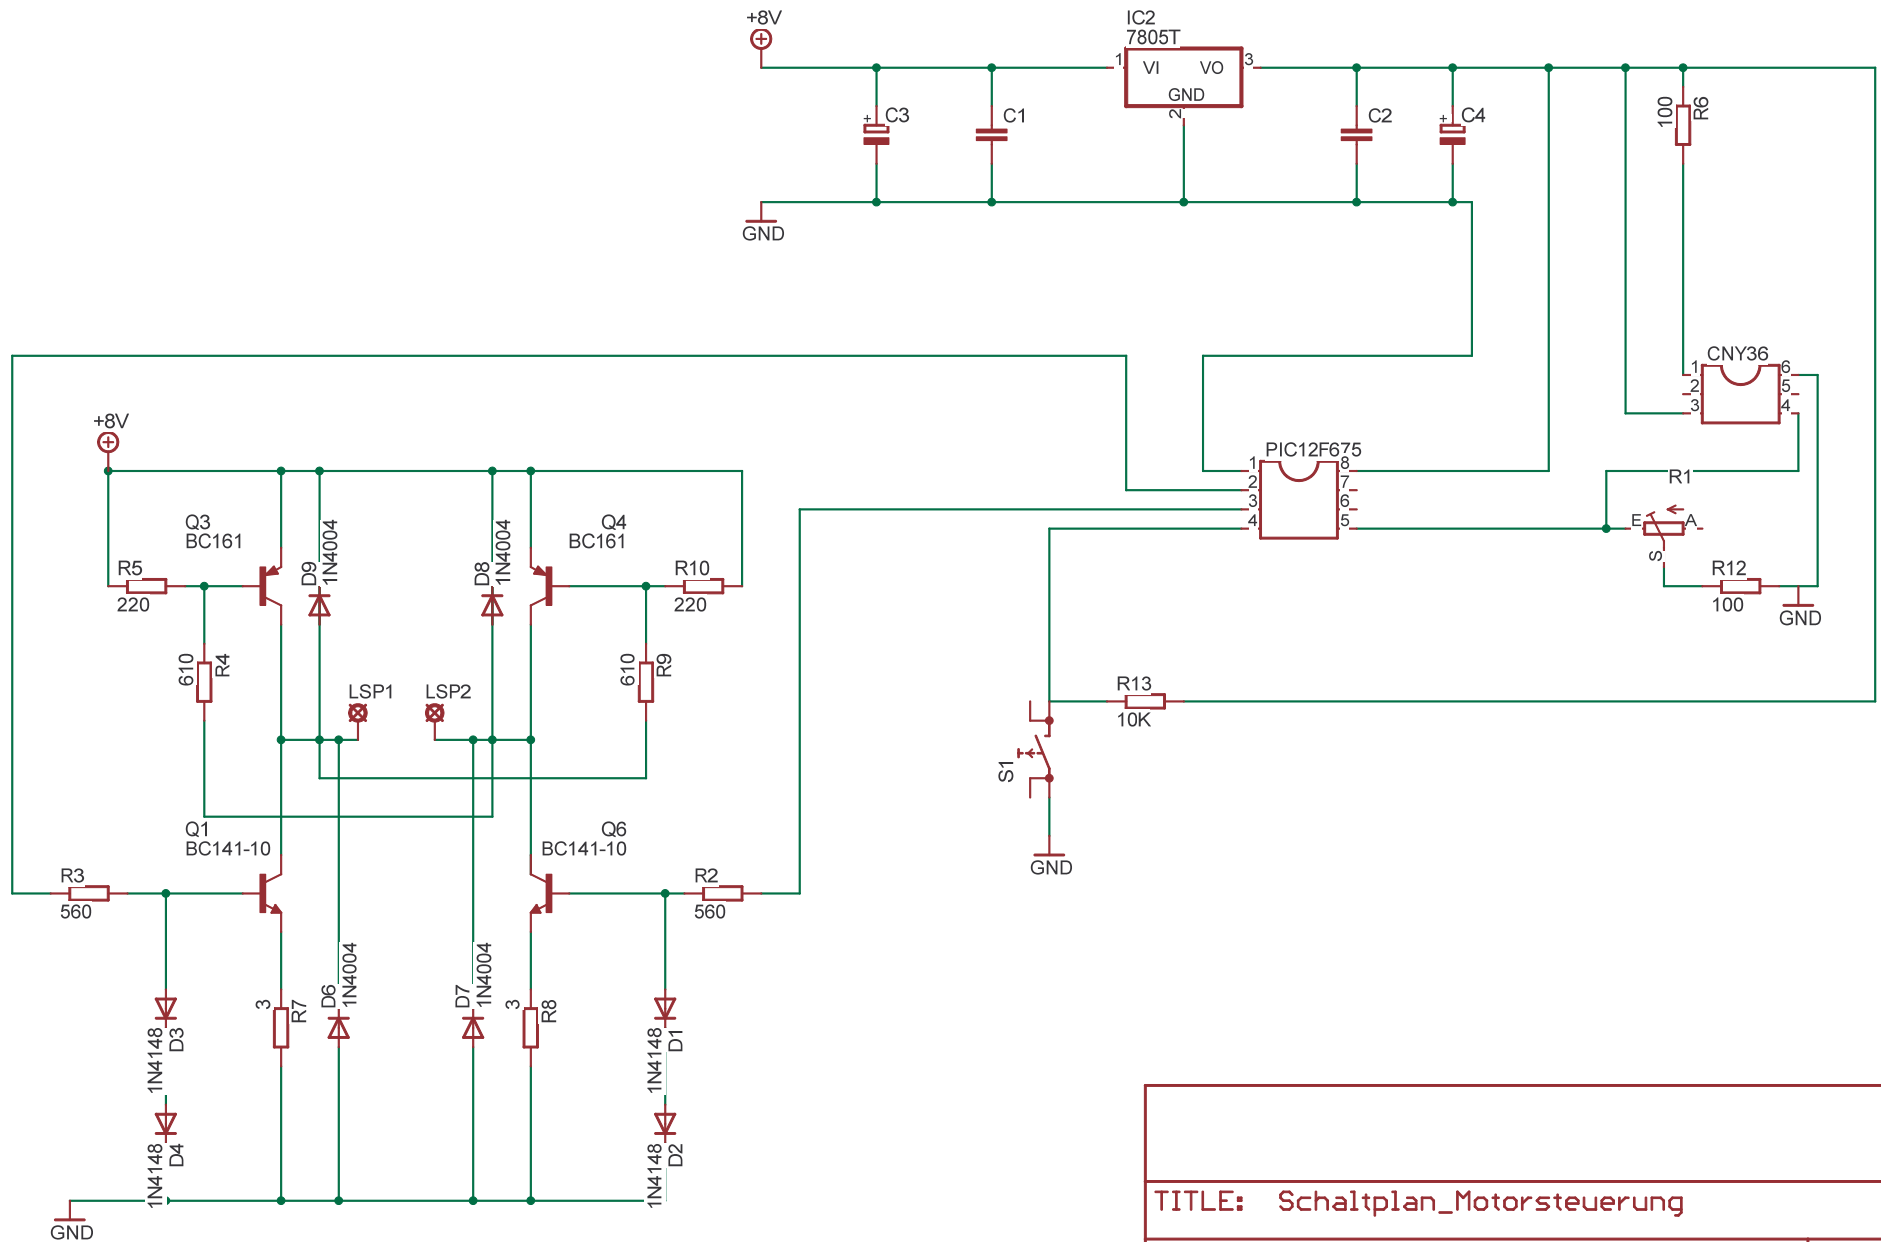 +8V
IC2
7805T
1
VI
VO
3
GND
2
+
C3
C1
C2
+
C4
100
R6
GND
CNY36
1
2
3
6
5
4
+8V
PIC12F675
1
2
3
4
8
7
6
5
R1
E
A
S
R12
100
GND
Q3
BC161
D9
1N4004
D8
1N4004
Q4
BC161
R5
220
R10
220
610
R4
610
R9
LSP1
LSP2
R13
10K
S1
GND
Q1
BC141-10
Q6
BC141-10
R3
560
R2
560
3
R7
D6
1N4004
D7
1N4004
3
R8
1N4148
D3
1N4148
D1
1N4148
D4
1N4148
D2
GND
TITLE: Schaltplan_Motorsteuerung